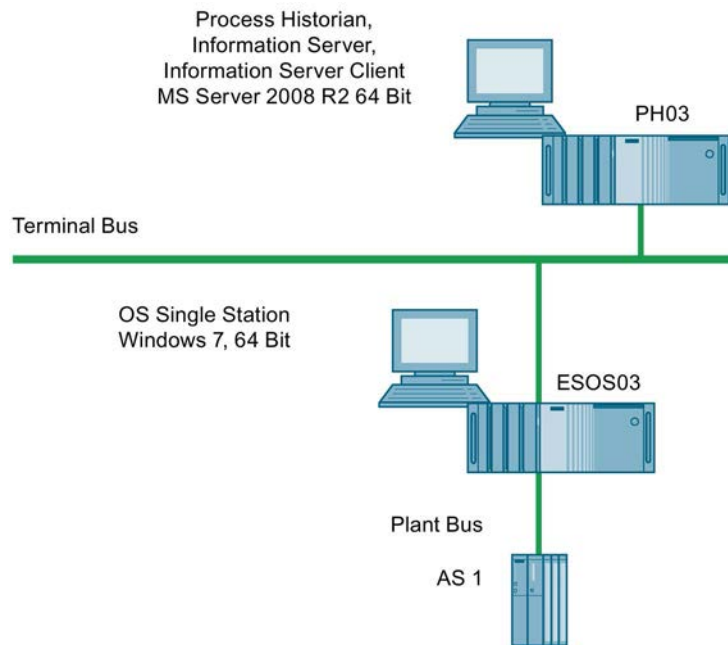 Process Historian,
Information Server,
Information Server Client
MS Server 2008 R2 64 Bit
PH03
Terminal Bus
OS Single Station
Windows 7, 64 Bit
ESOS03
Plant Bus
AS 1